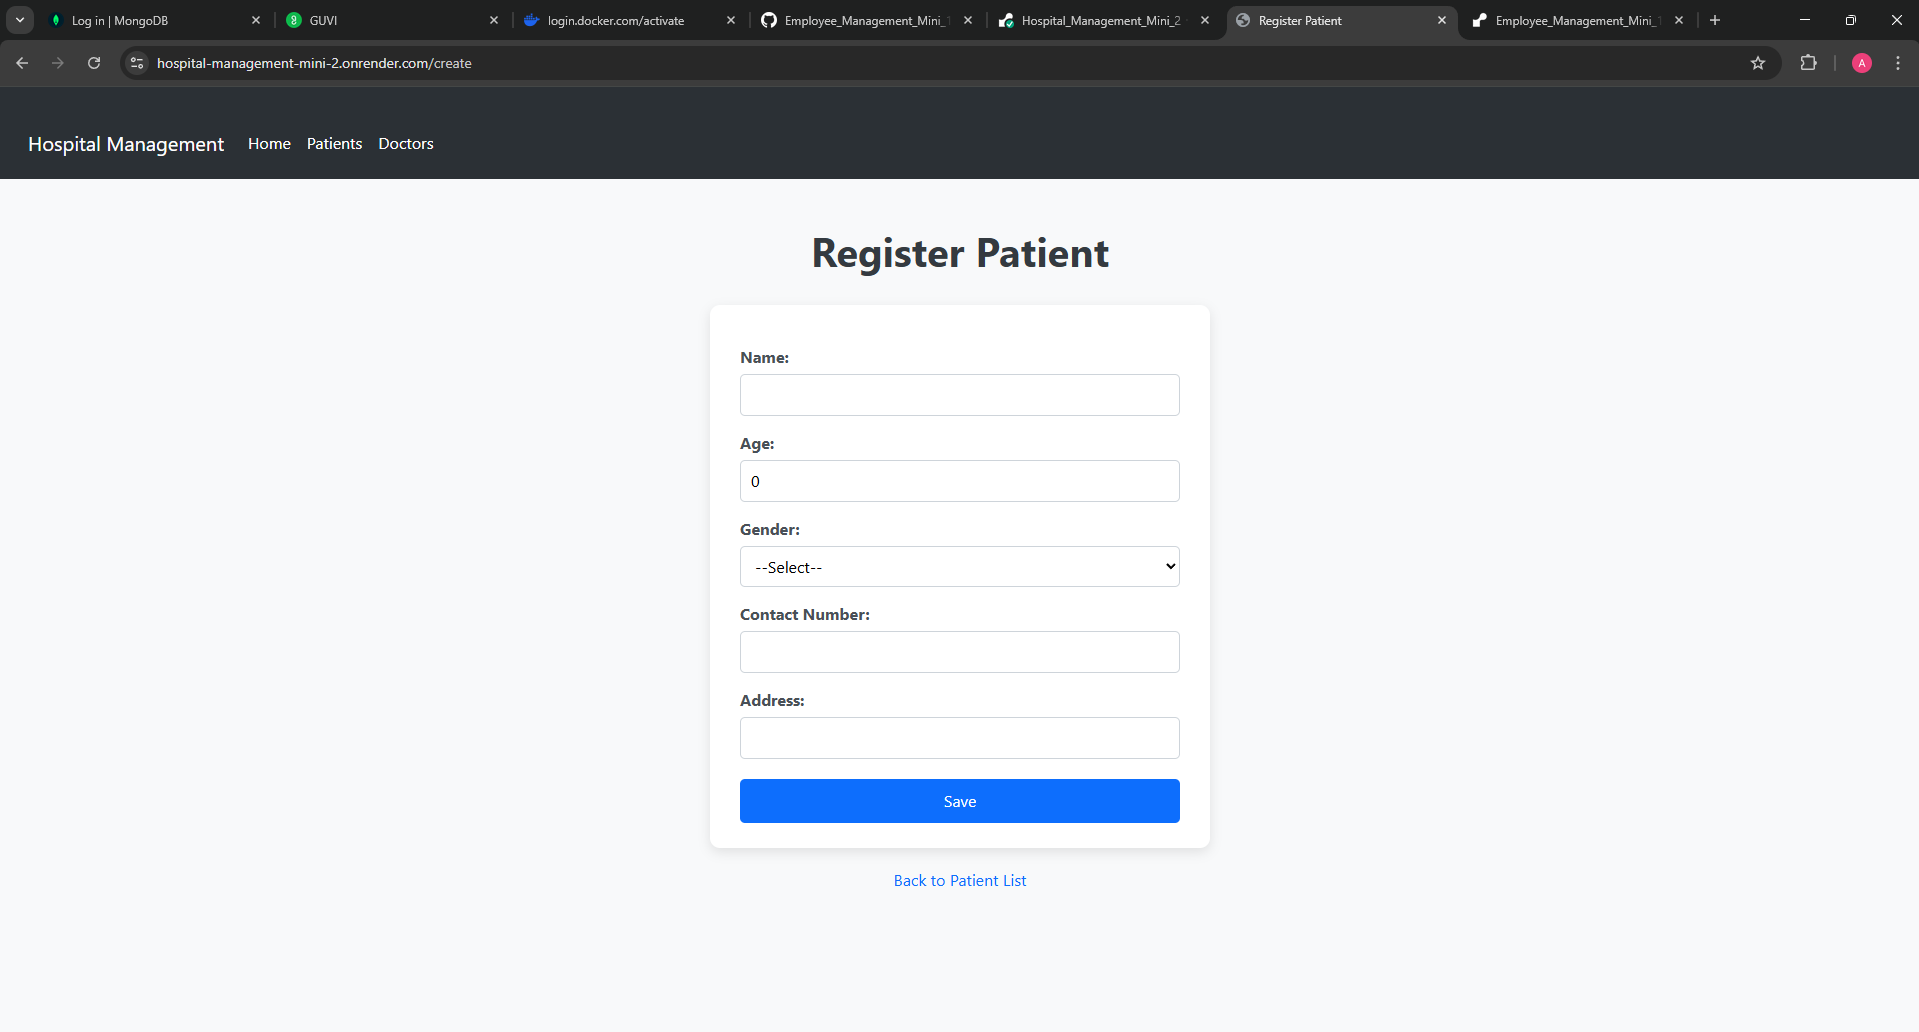 Log in | MongoDB
GUVI
login.docker.com/activate
Employee_Management_Mini_
Hospital_Management_Mini_2
Register Patient
Employee_Management_Mini_
hospital-management-mini-2.onrender.com/create
A
Hospital Management Home Patients Doctors
Register Patient
Name:
Age:
0
Gender:
--Select--
Contact Number:
Address:
Save
Back to Patient List